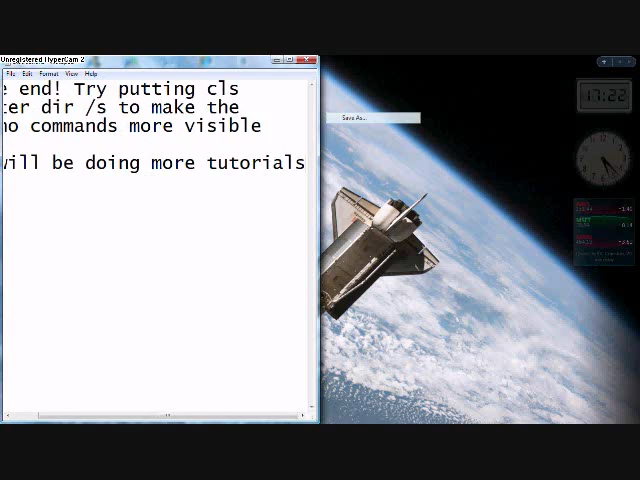 Unregistered HyperCam 2
File Edit Format View Help
e end! Try putting cls
ter dir /s to make the
ho commands more visible
will be doing more tutorials
Save As...
17:22